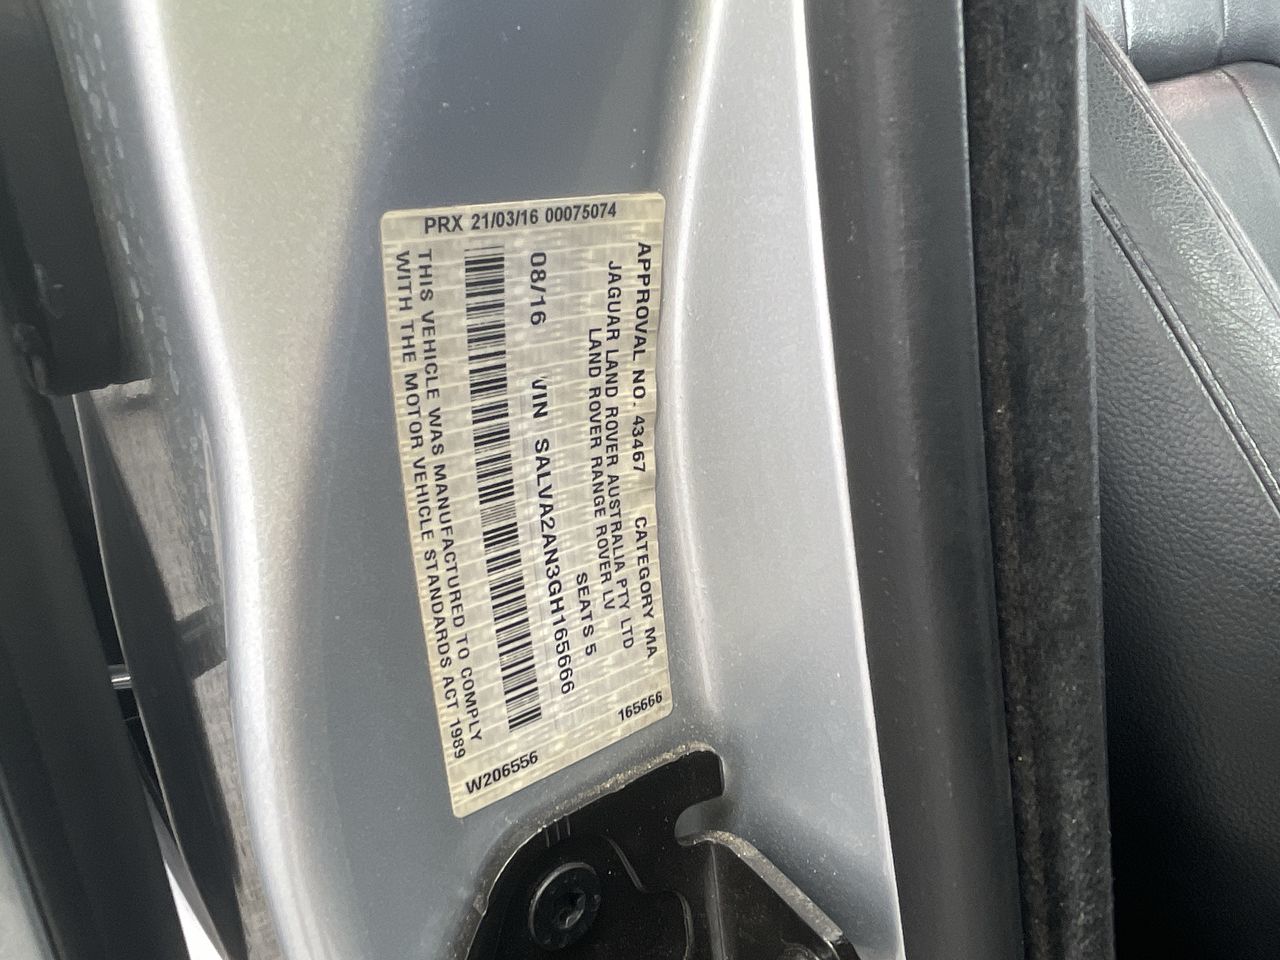 PRX 21/03/16 00075074
APPROVAL NO. 43467 CATEGORY MA
JAGUAR LAND ROVER AUSTRALIA PTY LTD
LAND ROVER RANGE ROVER LV
SEATS 5
08/16 VIN SALVA2AN3GH165666
THIS VEHICLE WAS MANUFACTURED TO COMPLY
WITH THE MOTOR VEHICLE STANDARDS ACT 1989
165666
W206556